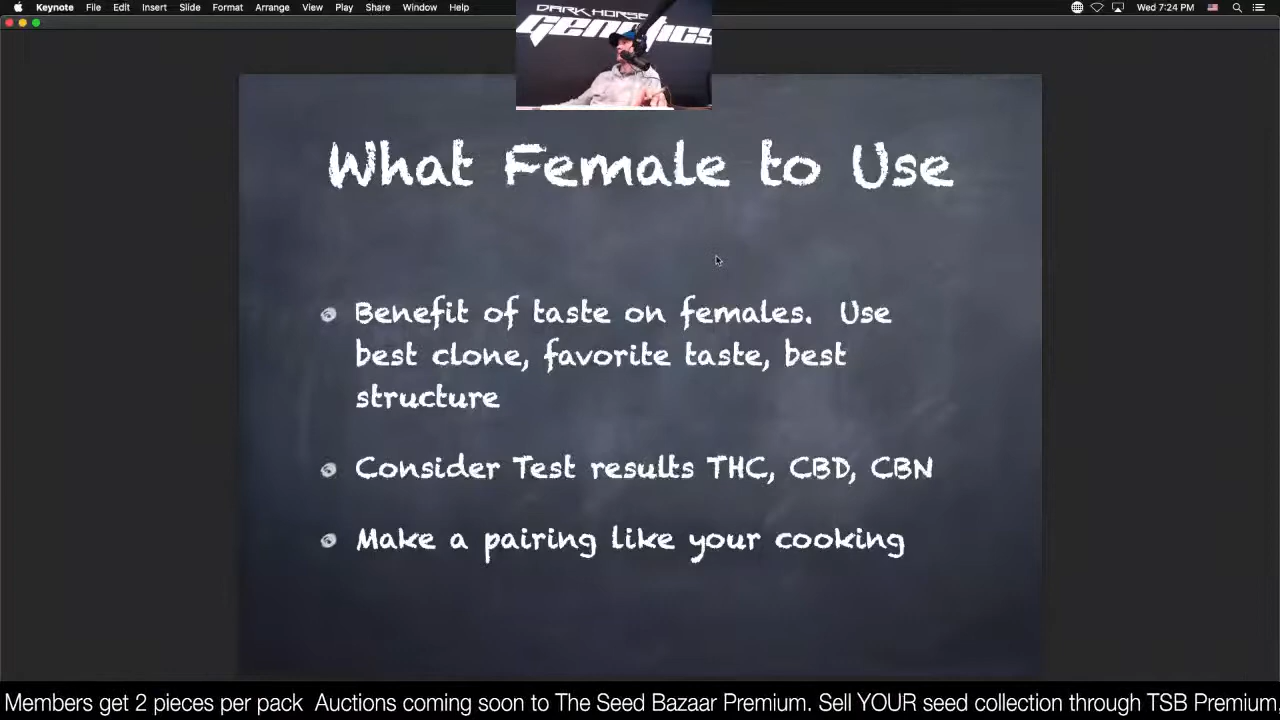 Keynote File Edit Insert Slide Format Arrange View Play Share Window Help Wed 7:24 PM
DARK HORSE
Genetics
What Female to Use
Benefit of taste on females. Use
best clone, favorite taste, best
structure
Consider Test results THC, CBD, CBN
Make a pairing like your cooking
Members get 2 pieces per pack Auctions coming soon to The Seed Bazaar Premium. Sell YOUR seed collection through TSB Premium.